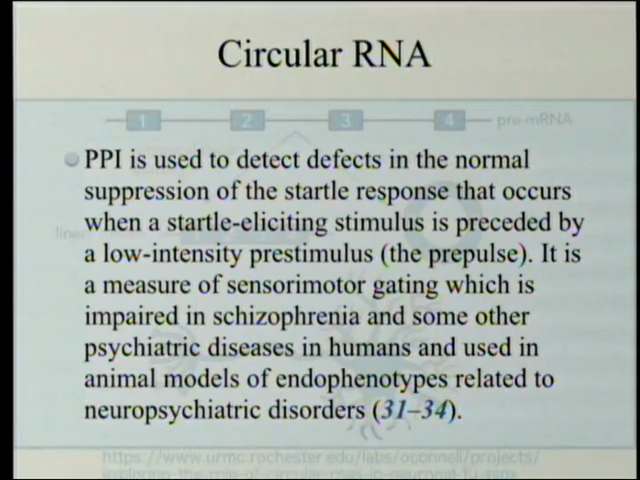 Circular RNA
1 2 3 4 pre-mRNA
PPI is used to detect defects in the normal
suppression of the startle response that occurs
when a startle-eliciting stimulus is preceded by
a low-intensity prestimulus (the prepulse). It is
a measure of sensorimotor gating which is
impaired in schizophrenia and some other
psychiatric diseases in humans and used in
animal models of endophenotypes related to
neuropsychiatric disorders (31–34).
https://www.urmc.rochester.edu/labs/oconnell/projects/